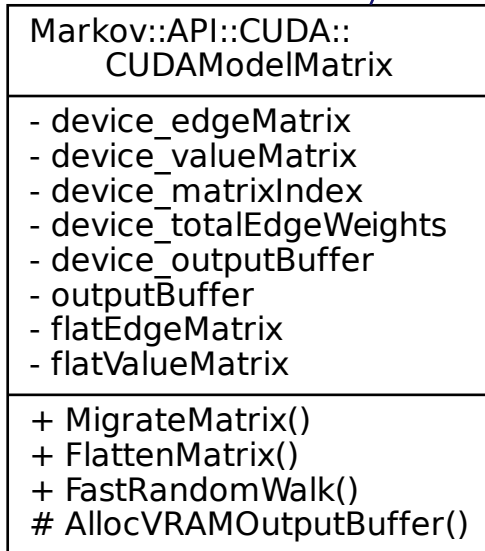 Markov::API::CUDA::
CUDAModelMatrix
- device_edgeMatrix
- device_valueMatrix
- device_matrixIndex
- device_totalEdgeWeights
- device_outputBuffer
- outputBuffer
- flatEdgeMatrix
- flatValueMatrix
+ MigrateMatrix()
+ FlattenMatrix()
+ FastRandomWalk()
# AllocVRAMOutputBuffer()